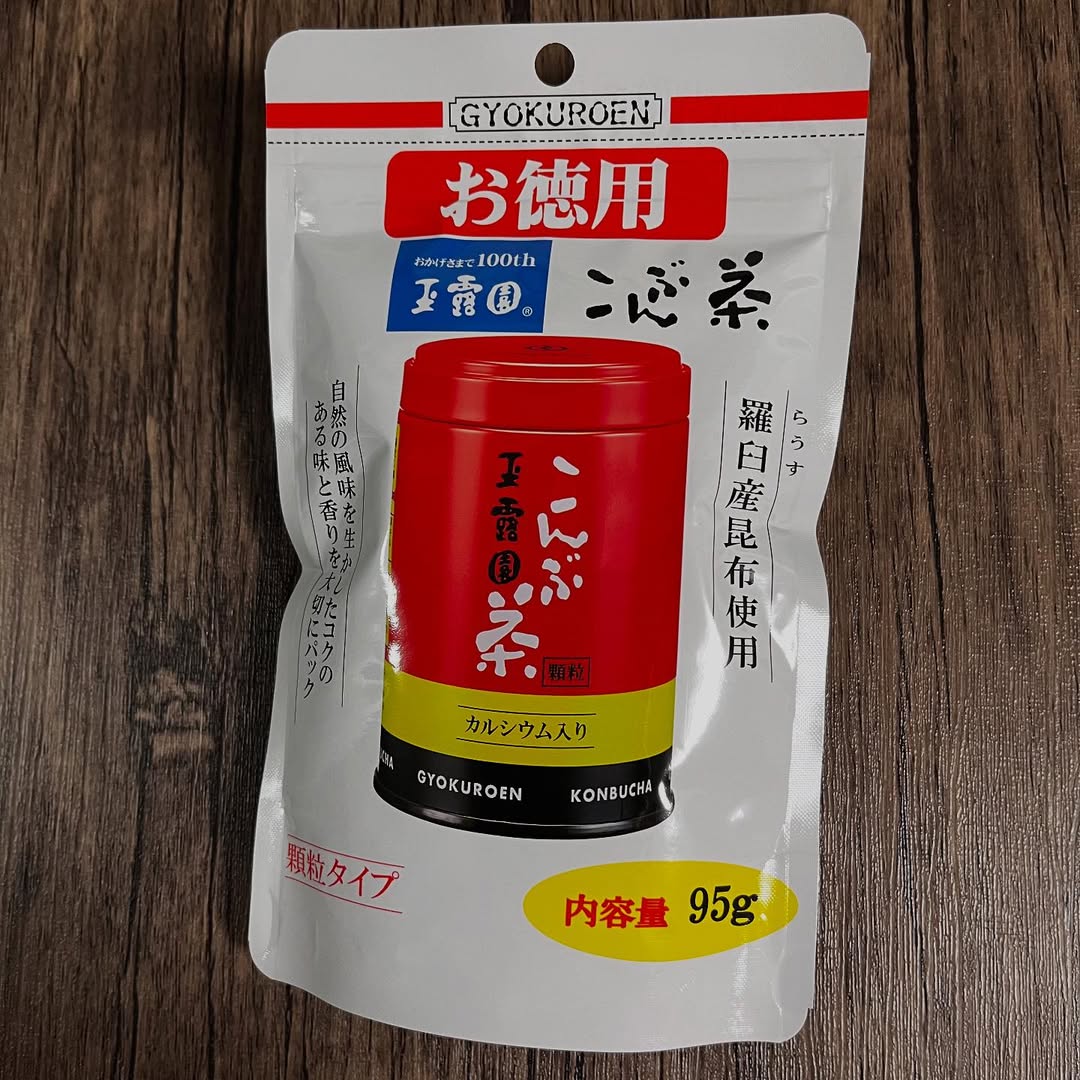 GYOKUROEN
お徳用
おかげさまで100th
玉露園®
こんぶ茶
らうす
羅臼産昆布使用
自然の風味を生かしたコクの
ある味と香りを大切にパック
こんぶ茶
玉露園
顆粒
カルシウム入り
CHA GYOKUROEN KONBUCHA
顆粒タイプ
内容量 95g